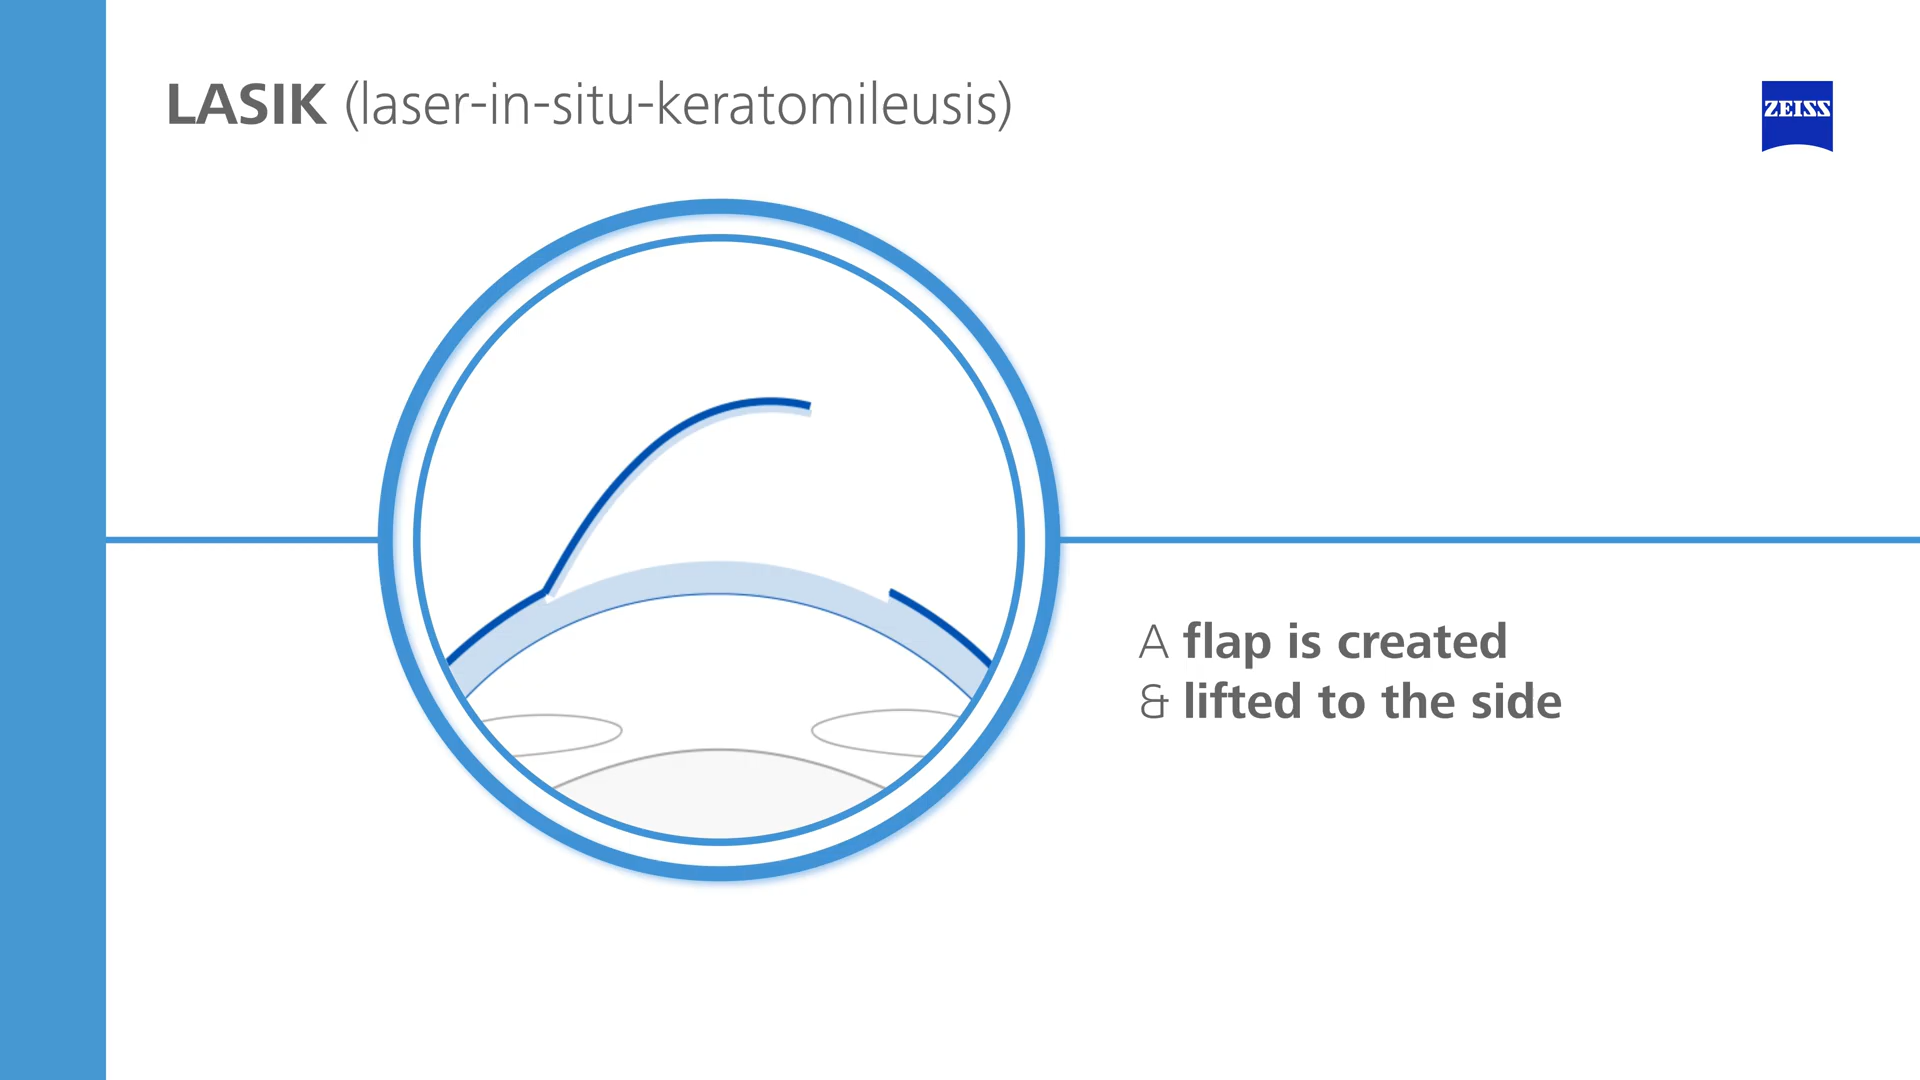 LASIK (laser-in-situ-keratomileusis)
ZEISS
A flap is created
& lifted to the side